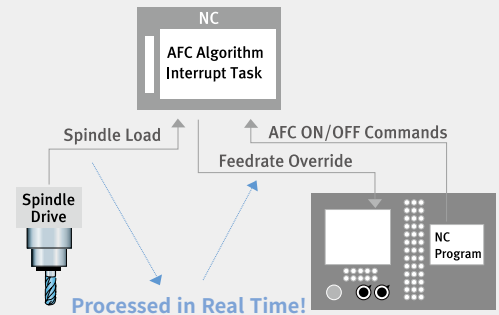 NC
AFC Algorithm
Interrupt Task
Spindle Load
AFC ON/OFF Commands
Feedrate Override
Spindle
Drive
NC
Program
Processed in Real Time!